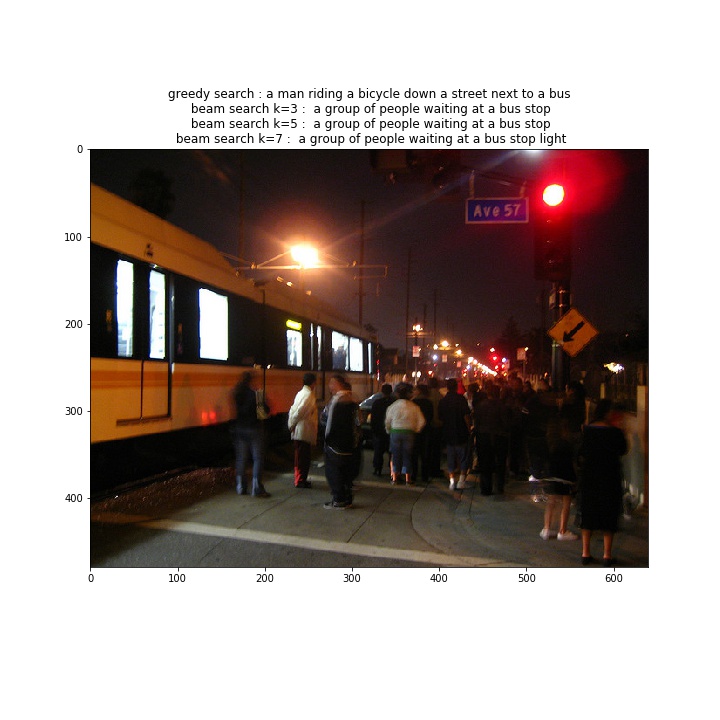 greedy search : a man riding a bicycle down a street next to a bus
beam search k=3 :  a group of people waiting at a bus stop
beam search k=5 :  a group of people waiting at a bus stop
beam search k=7 :  a group of people waiting at a bus stop light
0
100
200
300
400
0
100
200
300
400
500
600
Ave 57